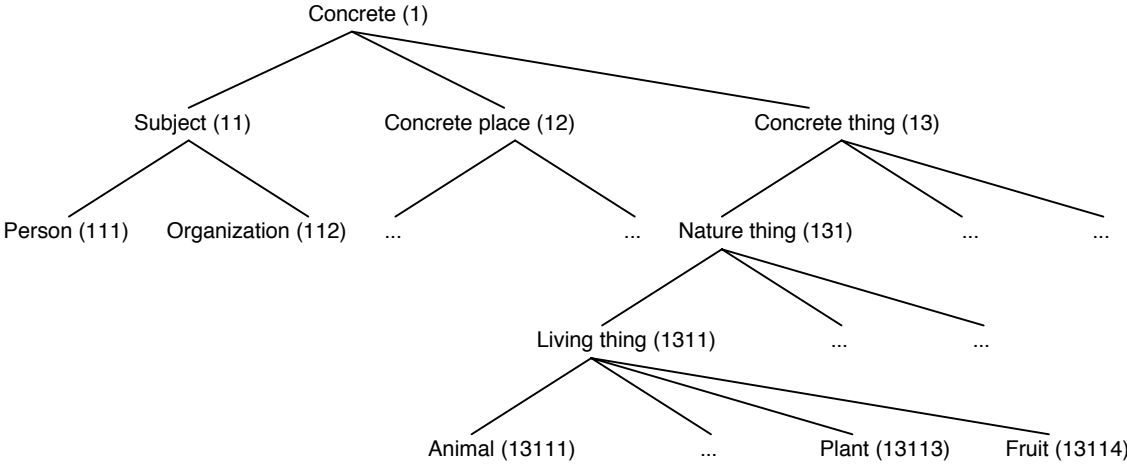 Concrete (1)
Subject (11) Concrete place (12) Concrete thing (13)
Person (111) Organization (112) ... ... Nature thing (131) ... ...
Living thing (1311) ... ...
Animal (13111) ... Plant (13113) Fruit (13114)